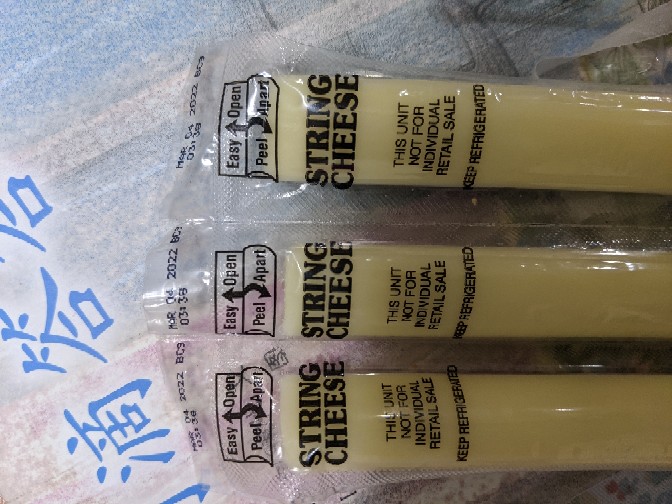 MAR 04 2022
03:38
Easy Open
Peel Apart
STRING
CHEESE
THIS UNIT
NOT FOR
INDIVIDUAL
RETAIL SALE
KEEP REFRIGERATED
MAR 04 2022
03:38
Easy Open
Peel Apart
STRING
CHEESE
THIS UNIT
NOT FOR
INDIVIDUAL
RETAIL SALE
KEEP REFRIGERATED
MAR 04 2022
03:38
Easy Open
Peel Apart
STRING
CHEESE
THIS UNIT
NOT FOR
INDIVIDUAL
RETAIL SALE
KEEP REFRIGERATED
滴